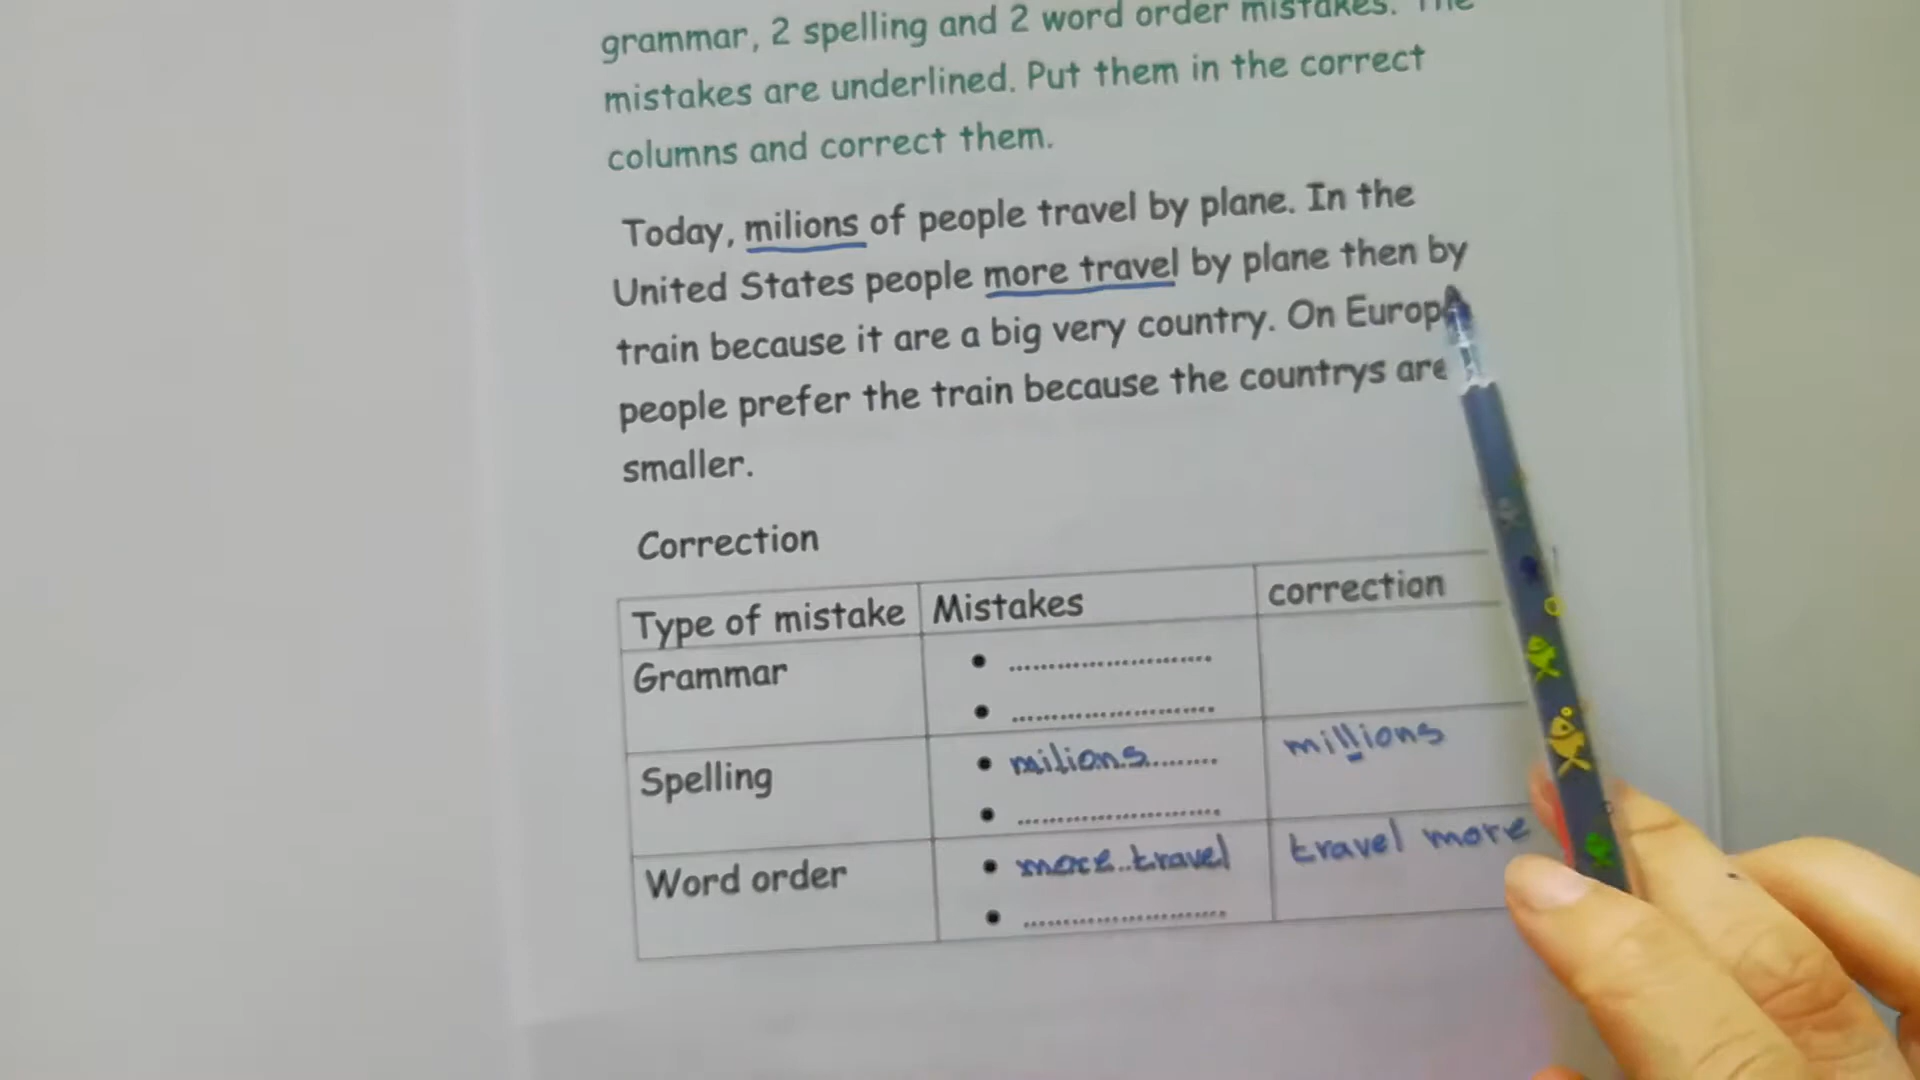 grammar, 2 spelling and 2 word order mistakes. The
mistakes are underlined. Put them in the correct
columns and correct them.
Today, milions of people travel by plane. In the
United States people more travel by plane then by
train because it are a big very country. On Europ
people prefer the train because the countrys are
smaller.
Correction
Type of mistake Mistakes correction
Grammar • ..........................
• ..........................
Spelling • milions......... millions
• ..........................
Word order • more..travel travel more
• ..........................